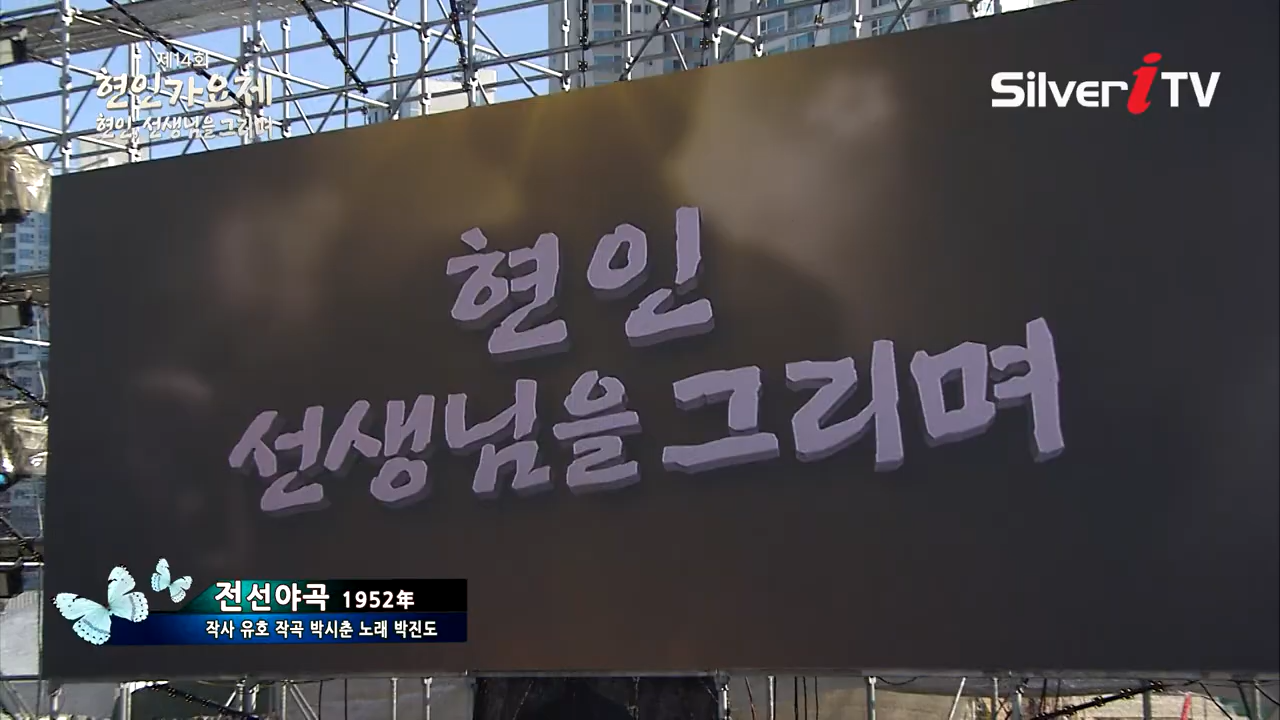 제14회
현인가요제
현인, 선생님을그리며
Silver i TV
현인
선생님을그리며
전선야곡 1952年
작사 유호 작곡 박시춘 노래 박진도